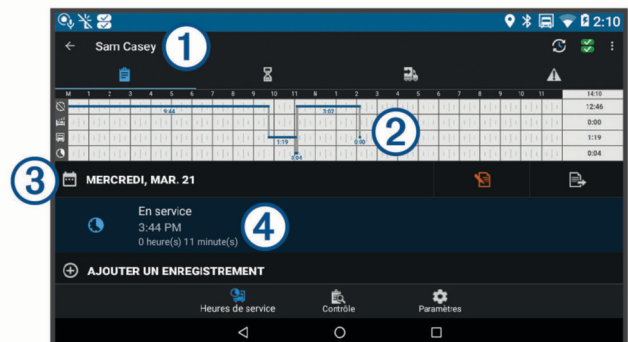 2:10
Sam Casey
1
M 1 2 3 4 5 6 7 8 9 10 11 N 1 2 3 4 5 6 7 8 9 10 11 14:10
9:44 3:02 12:46
0:00
1:19 0:00 1:19
0:04 0:04
2
3
MERCREDI, MAR. 21
En service
3:44 PM
0 heure(s) 11 minute(s)
4
AJOUTER UN ENREGISTREMENT
Heures de service Contrôle Paramètres